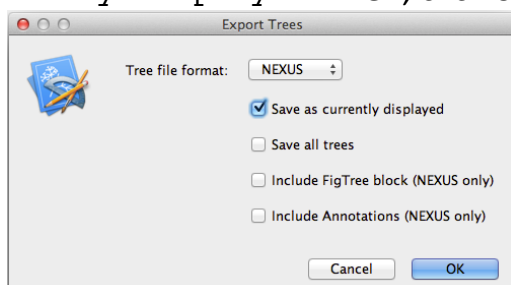 Export Trees
Tree file format: NEXUS
Save as currently displayed
Save all trees
Include FigTree block (NEXUS only)
Include Annotations (NEXUS only)
Cancel OK